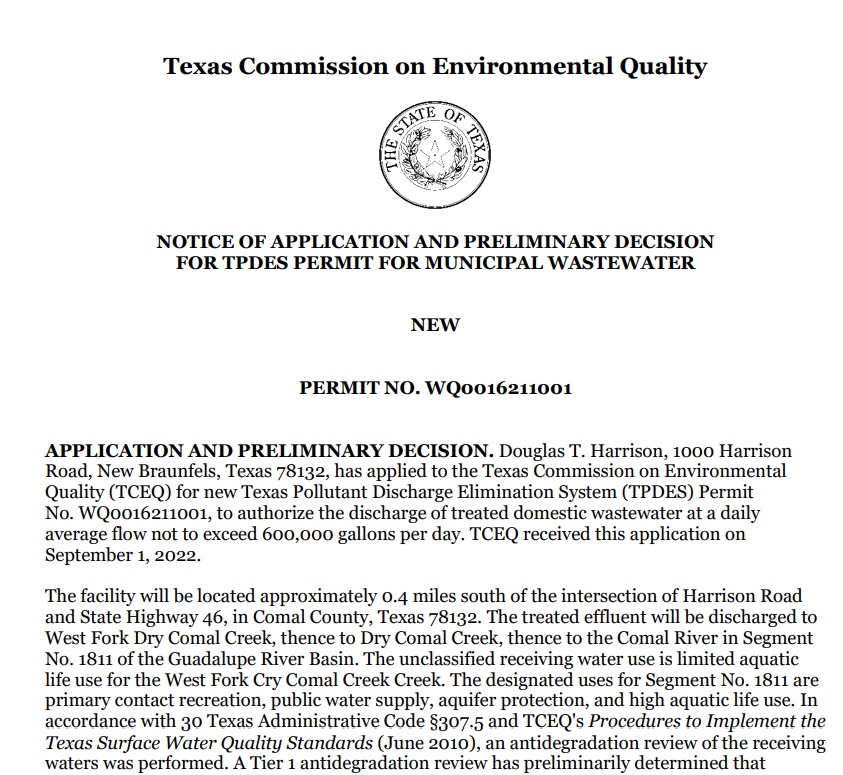 Texas Commission on Environmental Quality
THE STATE OF TEXAS
NOTICE OF APPLICATION AND PRELIMINARY DECISION
FOR TPDES PERMIT FOR MUNICIPAL WASTEWATER
NEW
PERMIT NO. WQ0016211001
APPLICATION AND PRELIMINARY DECISION. Douglas T. Harrison, 1000 Harrison
Road, New Braunfels, Texas 78132, has applied to the Texas Commission on Environmental
Quality (TCEQ) for new Texas Pollutant Discharge Elimination System (TPDES) Permit
No. WQ0016211001, to authorize the discharge of treated domestic wastewater at a daily
average flow not to exceed 600,000 gallons per day. TCEQ received this application on
September 1, 2022.
The facility will be located approximately 0.4 miles south of the intersection of Harrison Road
and State Highway 46, in Comal County, Texas 78132. The treated effluent will be discharged to
West Fork Dry Comal Creek, thence to Dry Comal Creek, thence to the Comal River in Segment
No. 1811 of the Guadalupe River Basin. The unclassified receiving water use is limited aquatic
life use for the West Fork Cry Comal Creek Creek. The designated uses for Segment No. 1811 are
primary contact recreation, public water supply, aquifer protection, and high aquatic life use. In
accordance with 30 Texas Administrative Code §307.5 and TCEQ's Procedures to Implement the
Texas Surface Water Quality Standards (June 2010), an antidegradation review of the receiving
waters was performed. A Tier 1 antidegradation review has preliminarily determined that